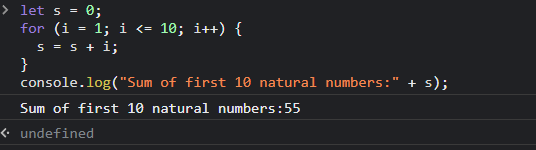 let s = 0;
for (i = 1; i <= 10; i++) {
  s = s + i;
}
console.log("Sum of first 10 natural numbers:" + s);
Sum of first 10 natural numbers:55
undefined